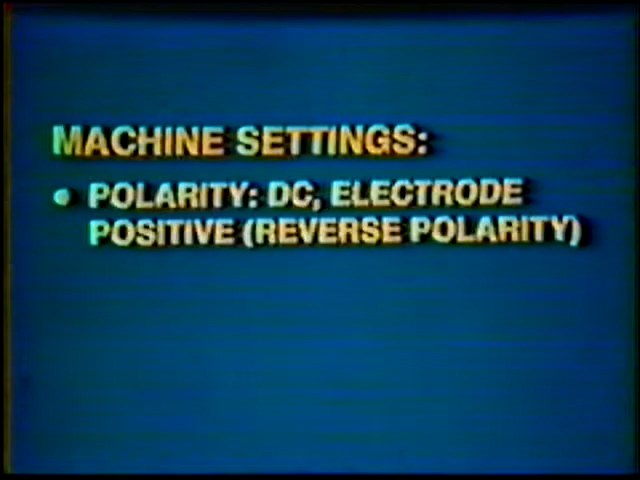 MACHINE SETTINGS:
• POLARITY: DC, ELECTRODE
POSITIVE (REVERSE POLARITY)